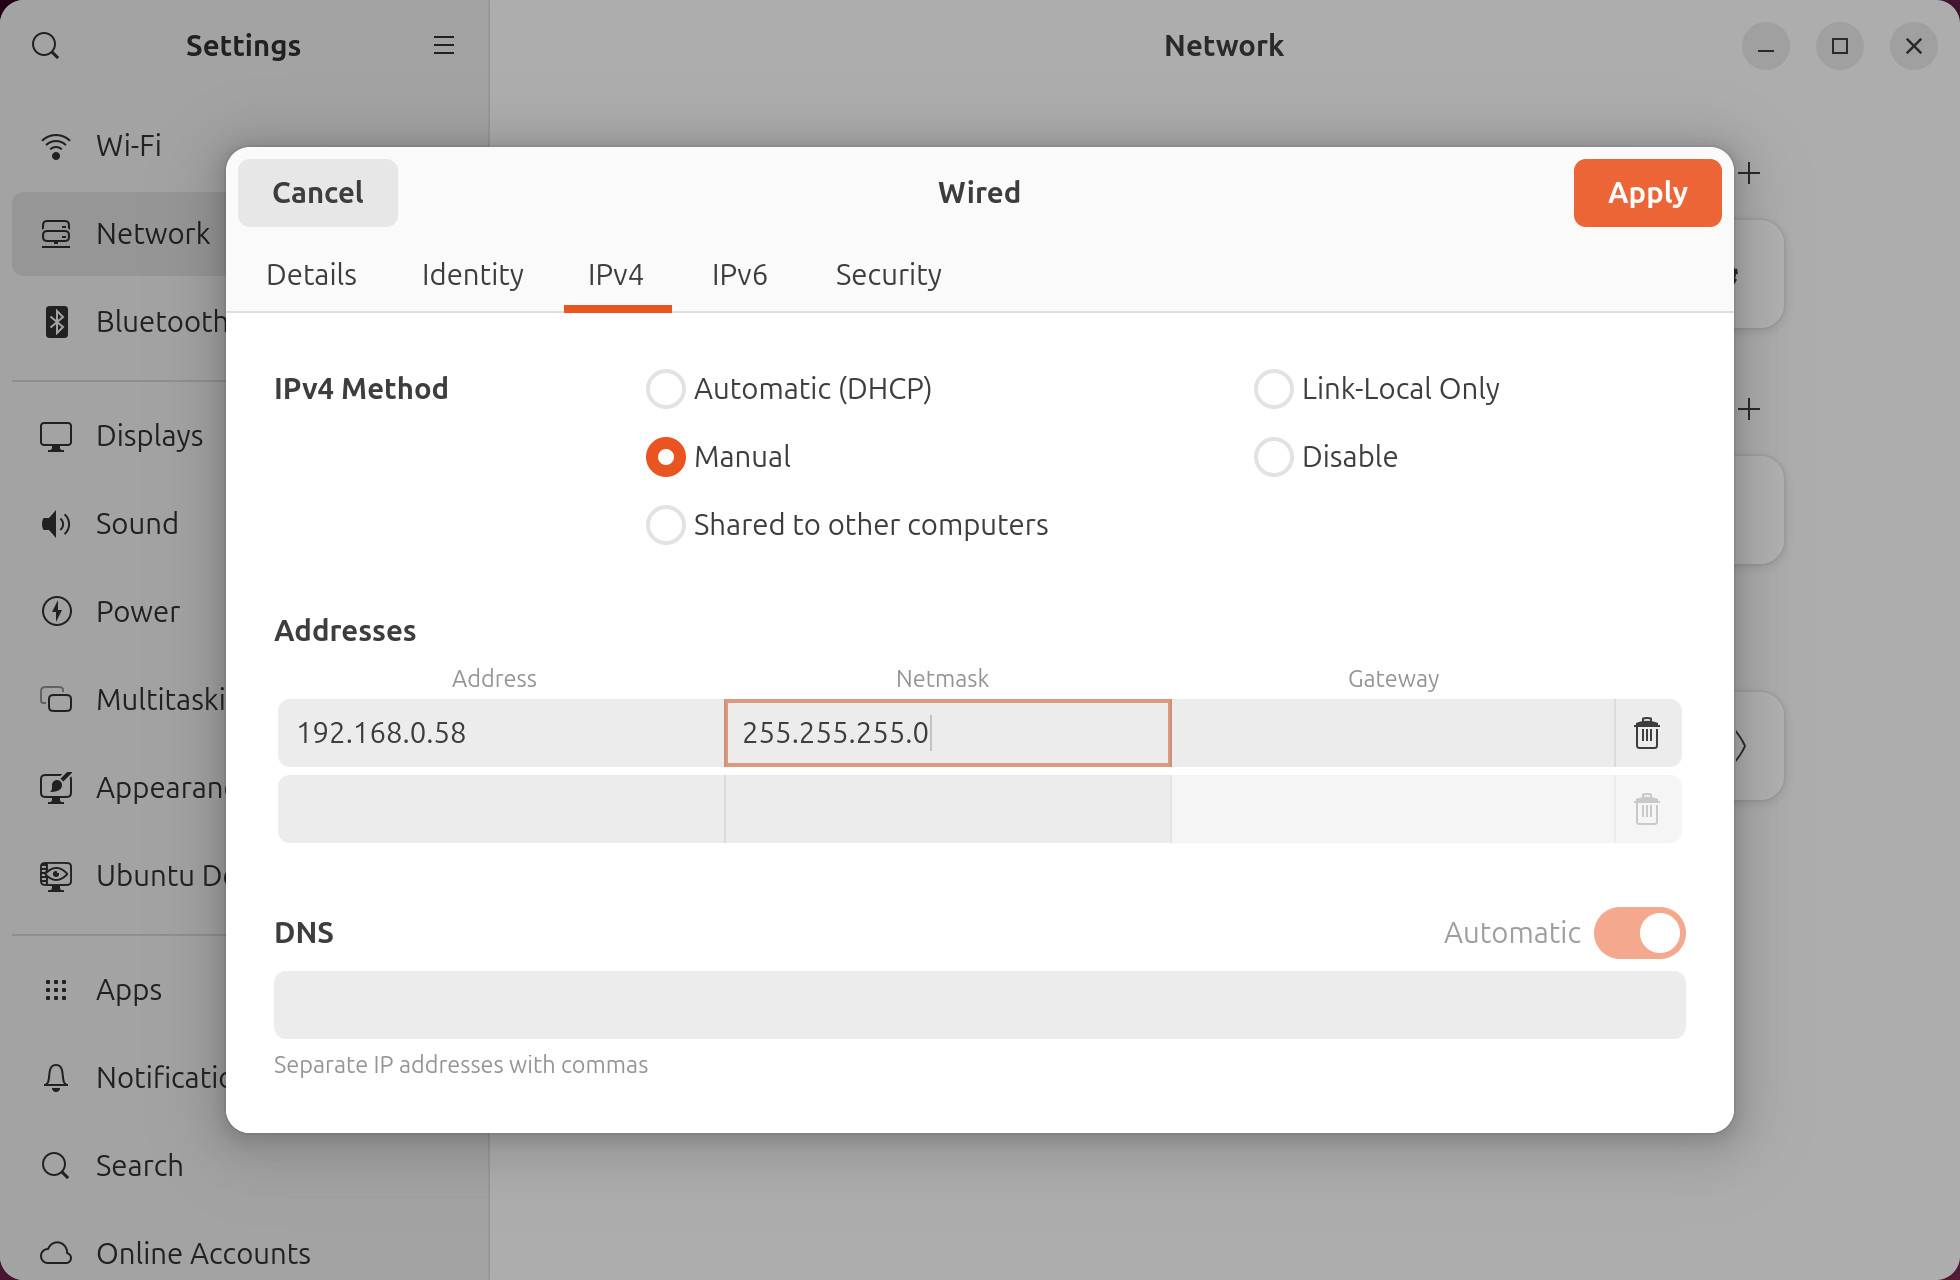 Settings
Network
Wi-Fi
Network
Bluetooth
Displays
Sound
Power
Multitaski
Appearan
Ubuntu De
Apps
Notificatio
Search
Online Accounts
Cancel
Wired
Apply
Details
Identity
IPv4
IPv6
Security
IPv4 Method
Automatic (DHCP)
Link-Local Only
Manual
Disable
Shared to other computers
Addresses
Address
Netmask
Gateway
192.168.0.58
255.255.255.0
DNS
Automatic
Separate IP addresses with commas